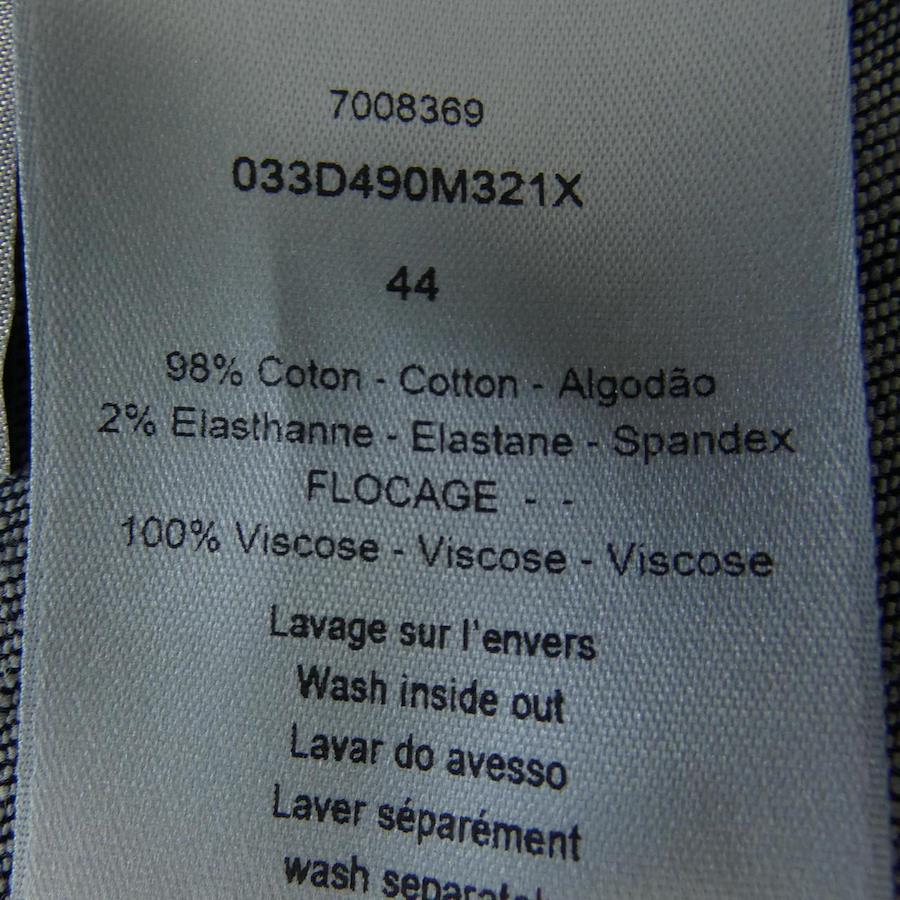 7008369
033D490M321X
44
98% Coton - Cotton - Algodão
2% Elasthanne - Elastane - Spandex
FLOCAGE - -
100% Viscose - Viscose - Viscose
Lavage sur l'envers
Wash inside out
Lavar do avesso
Laver séparément
wash